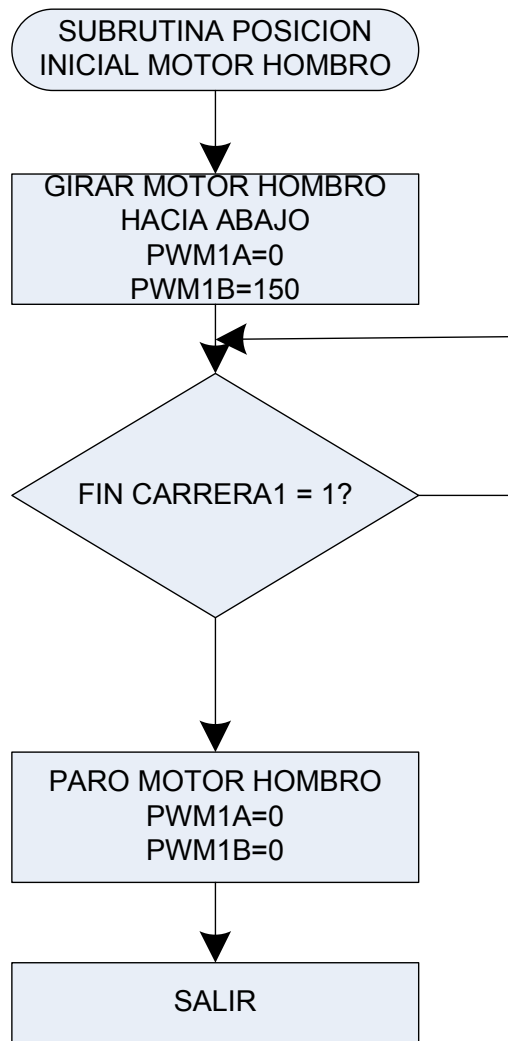 SUBRUTINA POSICION
INICIAL MOTOR HOMBRO
GIRAR MOTOR HOMBRO
HACIA ABAJO
PWM1A=0
PWM1B=150
FIN CARRERA1 = 1?
PARO MOTOR HOMBRO
PWM1A=0
PWM1B=0
SALIR